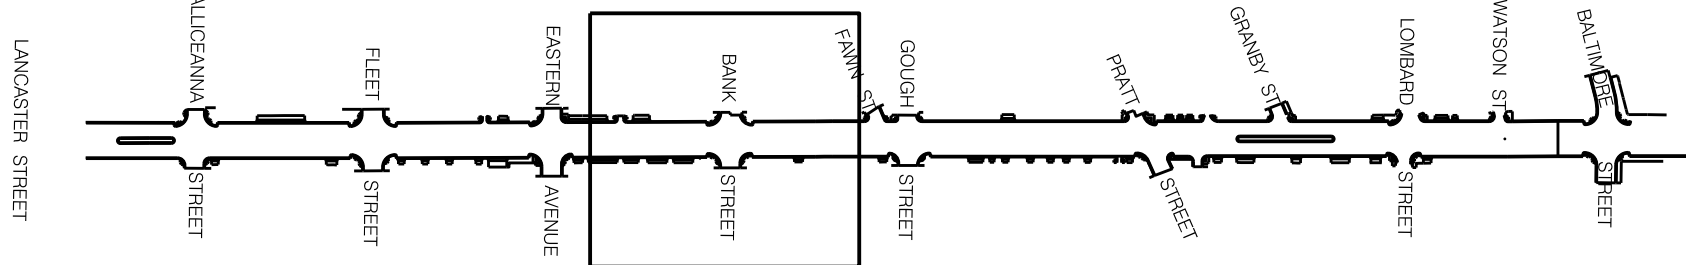 LANCASTER STREET
ALLICEANNA
STREET
FLEET
STREET
EASTERN
AVENUE
BANK
STREET
FAWN ST
GOUGH
STREET
PRATT
STREET
GRANBY ST
LOMBARD
STREET
WATSON ST
BALTIMORE
STREET